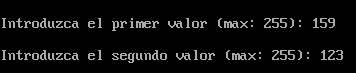 Introduzca el primer valor (max: 255): 159
Introduzca el segundo valor (max: 255): 123